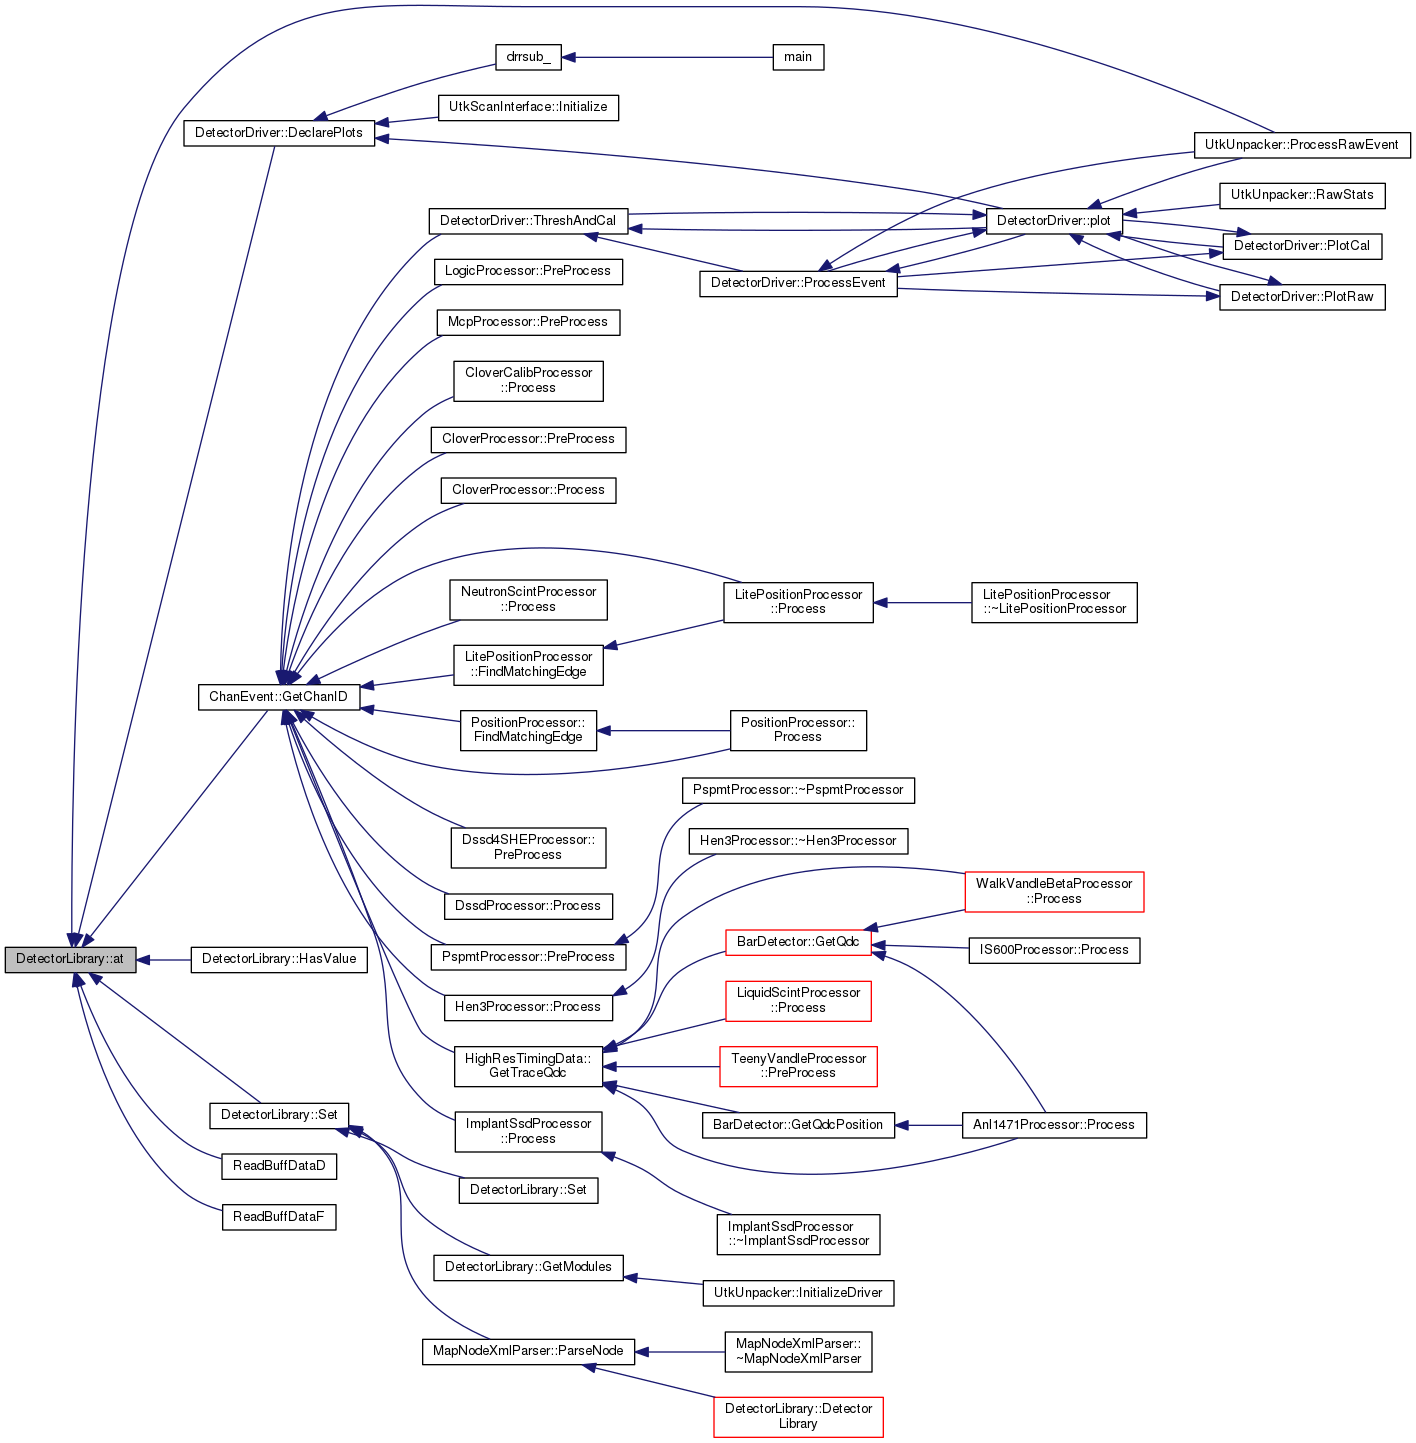 drrsub_
main
UtkScanInterface::Initialize
DetectorDriver::DeclarePlots
UtkUnpacker::ProcessRawEvent
UtkUnpacker::RawStats
DetectorDriver::ThreshAndCal
DetectorDriver::plot
DetectorDriver::PlotCal
LogicProcessor::PreProcess
DetectorDriver::ProcessEvent
DetectorDriver::PlotRaw
McpProcessor::PreProcess
CloverCalibProcessor
::Process
CloverProcessor::PreProcess
CloverProcessor::Process
NeutronScintProcessor
::Process
LitePositionProcessor
::Process
LitePositionProcessor
::~LitePositionProcessor
LitePositionProcessor
::FindMatchingEdge
ChanEvent::GetChanID
PositionProcessor::
FindMatchingEdge
PositionProcessor::
Process
PspmtProcessor::~PspmtProcessor
Dssd4SHEProcessor::
PreProcess
Hen3Processor::~Hen3Processor
DssdProcessor::Process
WalkVandleBetaProcessor
::Process
BarDetector::GetQdc
IS600Processor::Process
DetectorLibrary::at
DetectorLibrary::HasValue
PspmtProcessor::PreProcess
Hen3Processor::Process
LiquidScintProcessor
::Process
HighResTimingData::
GetTraceQdc
TeenyVandleProcessor
::PreProcess
DetectorLibrary::Set
ImplantSsdProcessor
::Process
BarDetector::GetQdcPosition
Anl1471Processor::Process
ReadBuffDataD
DetectorLibrary::Set
ReadBuffDataF
ImplantSsdProcessor
::~ImplantSsdProcessor
DetectorLibrary::GetModules
UtkUnpacker::InitializeDriver
MapNodeXmlParser::ParseNode
MapNodeXmlParser::
~MapNodeXmlParser
DetectorLibrary::Detector
Library